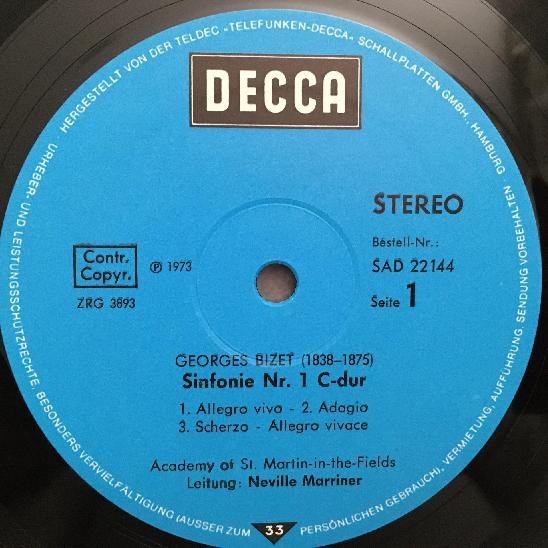 HERGESTELLT VON DER TELDEC »TELEFUNKEN-DECCA« SCHALLPLATTEN GMBH., HAMBURG
URHEBER- UND LEISTUNGSSCHUTZRECHTE, BESONDERS VERVIELFÄLTIGUNG (AUSSER ZUM PERSÖNLICHEN GEBRAUCH), VERMIETUNG, AUFFÜHRUNG, SENDUNG VORBEHALTEN
DECCA
STEREO
Bestell-Nr.:
SAD 22144
Seite 1
Contr.
Copyr.
℗ 1973
ZRG 3893
GEORGES BIZET (1838-1875)
Sinfonie Nr. 1 C-dur
1. Allegro vivo - 2. Adagio
3. Scherzo - Allegro vivace
Academy of St. Martin-in-the-Fields
Leitung: Neville Marriner
33